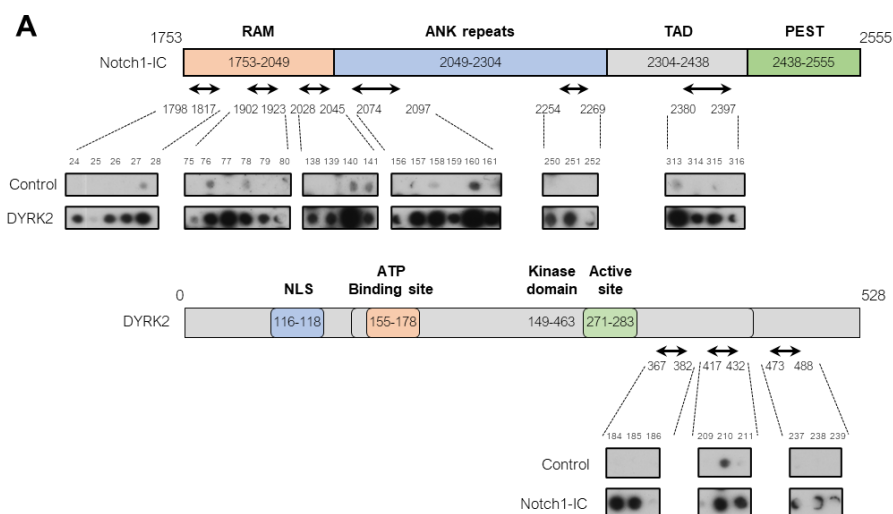 A
RAM ANK repeats TAD PEST
1753 2555
Notch1-IC 1753-2049 2049-2304 2304-2438 2438-2555
1798 1817 1902 1923 2028 2045 2074 2097 2254 2269 2380 2397
24 25 26 27 28 75 76 77 78 79 80 138 139 140 141 156 157 158 159 160 161 250 251 252 313 314 315 316
Control
DYRK2
0 528
NLS ATP Binding site Kinase domain Active site
DYRK2 116-118 155-178 149-463 271-283
367 382 417 432 473 488
184 185 186 209 210 211 237 238 239
Control
Notch1-IC